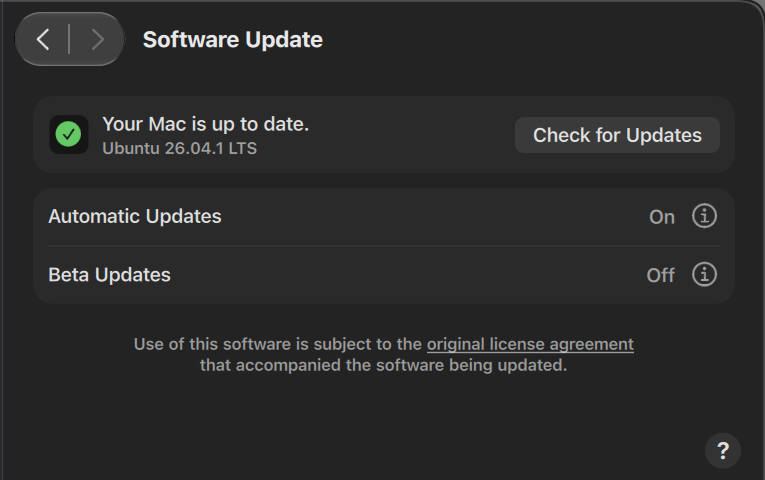 Software Update
Your Mac is up to date.
Ubuntu 26.04.1 LTS
Check for Updates
Automatic Updates
On
Beta Updates
Off
Use of this software is subject to the original license agreement
that accompanied the software being updated.
?